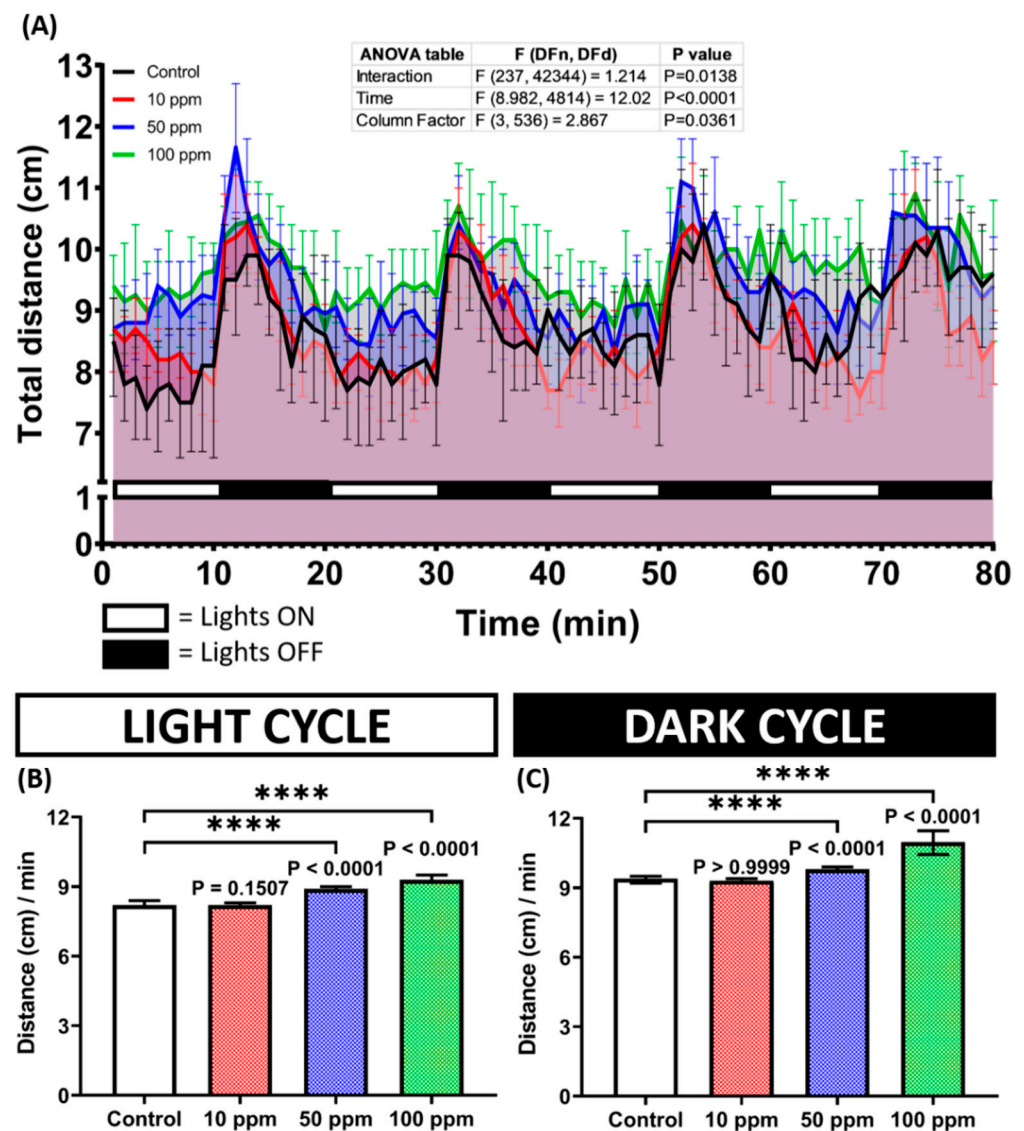 (A)
ANOVA table F (DFn, DFd) P value
Interaction F (237, 42344) = 1.214 P=0.0138
Time F (8.982, 4814) = 12.02 P<0.0001
Column Factor F (3, 536) = 2.867 P=0.0361
Control
10 ppm
50 ppm
100 ppm
Total distance (cm)
13
12
11
10
9
8
7
1
0
0 10 20 30 40 50 60 70 80
Time (min)
= Lights ON
= Lights OFF
LIGHT CYCLE
(B)
****
****
P = 0.1507
P < 0.0001
P < 0.0001
Distance (cm) / min
12
9
6
3
0
Control 10 ppm 50 ppm 100 ppm
DARK CYCLE
(C)
****
****
P > 0.9999
P < 0.0001
P < 0.0001
Distance (cm) / min
12
9
6
3
0
Control 10 ppm 50 ppm 100 ppm